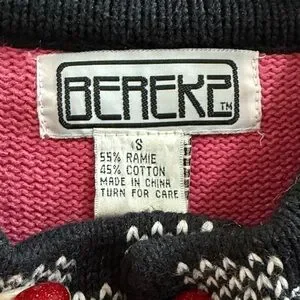 BEREK2 TM
S
55% RAMIE
45% COTTON
MADE IN CHINA
TURN FOR CARE